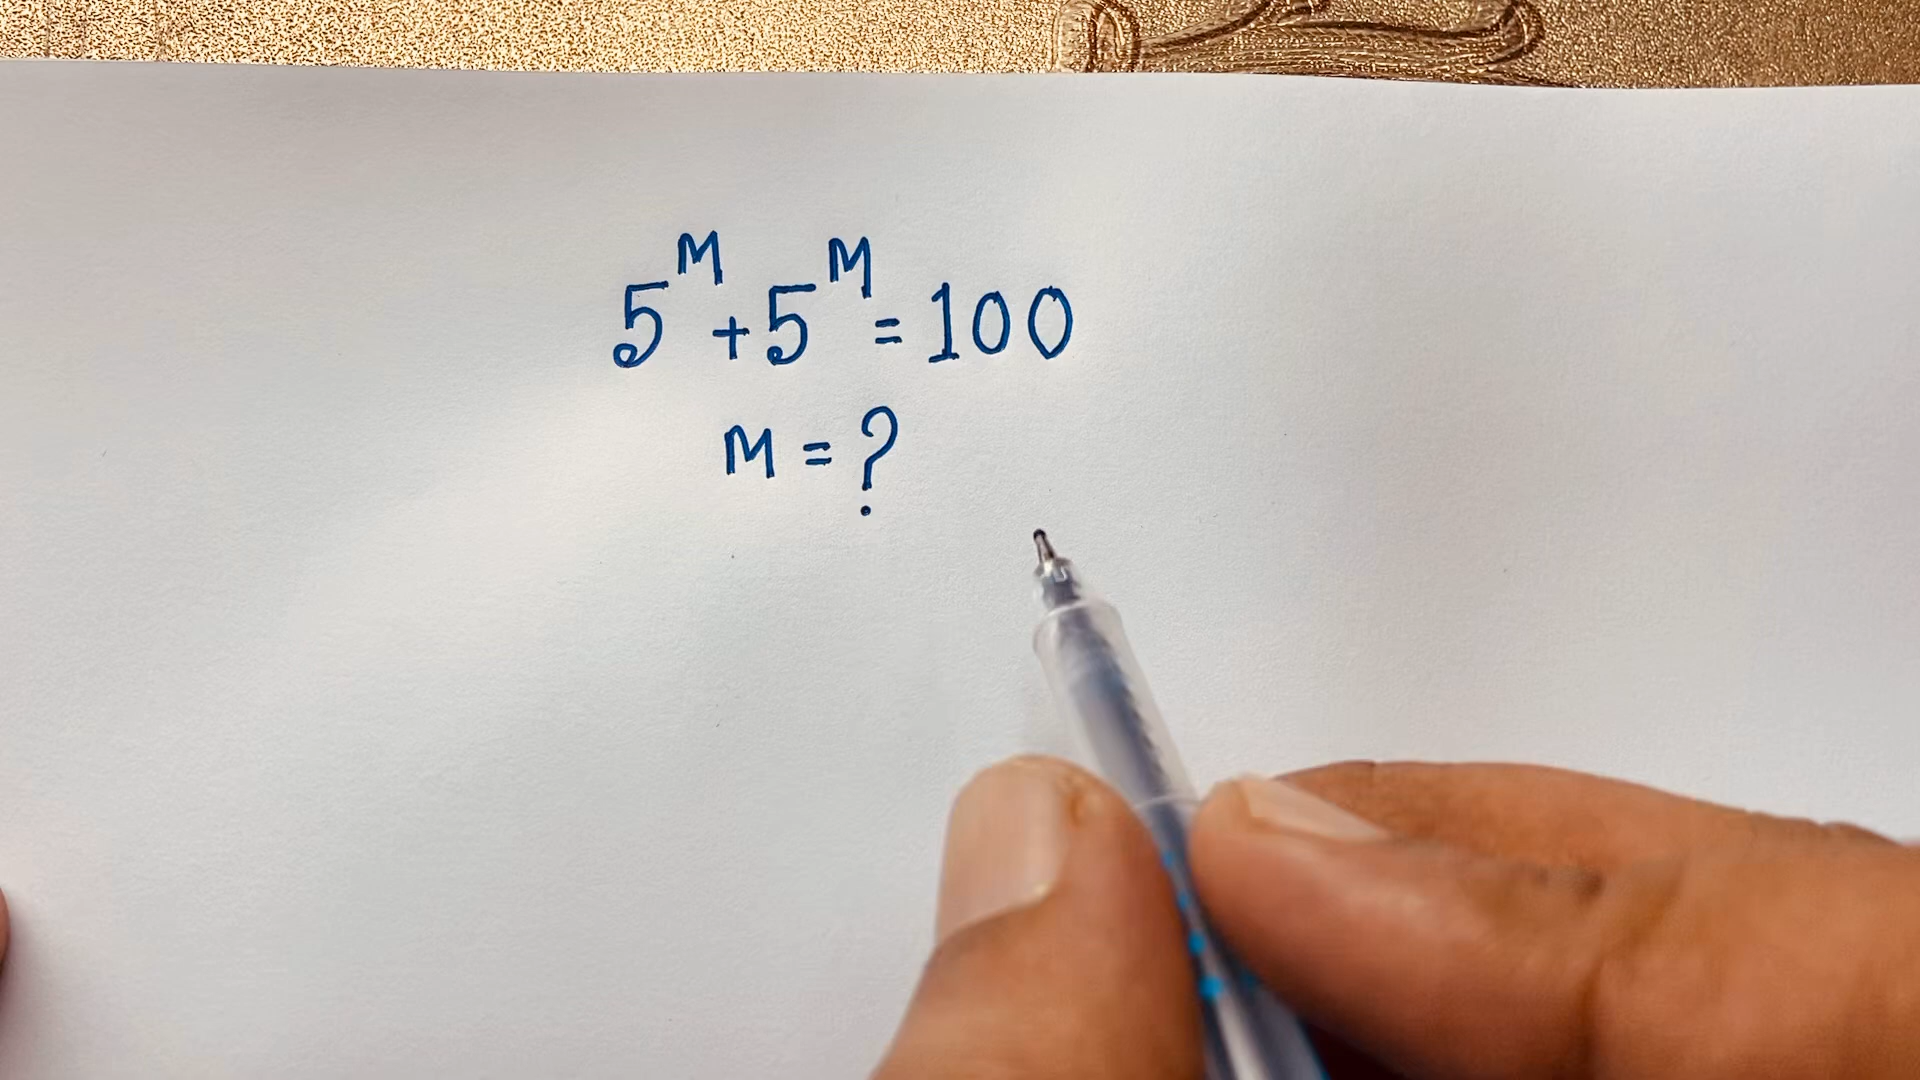 5^M + 5^M = 100
M = ?